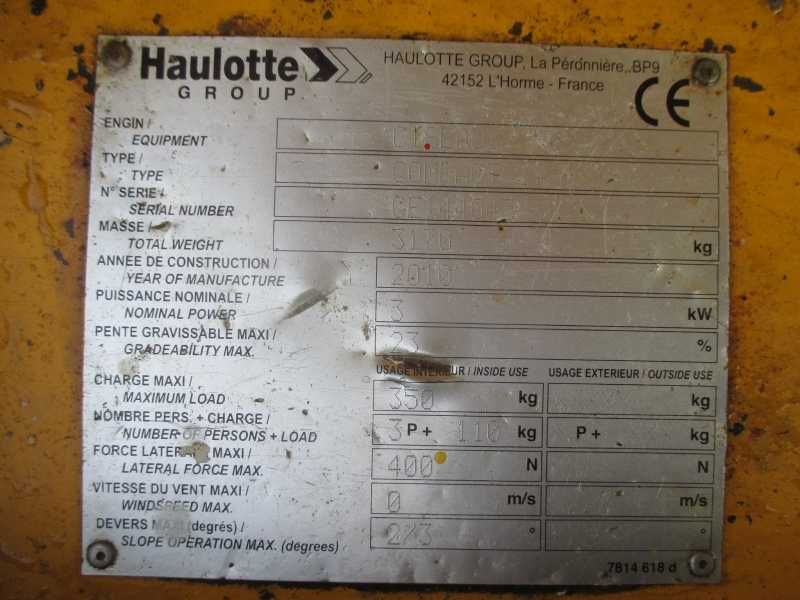 Haulotte
GROUP
HAULOTTE GROUP, La Péronnière, BP9
42152 L'Horme - France
CE
ENGIN /
EQUIPMENT
TYPE /
TYPE
N° SERIE /
SERIAL NUMBER
MASSE /
TOTAL WEIGHT 3170 kg
ANNÉE DE CONSTRUCTION /
YEAR OF MANUFACTURE 2010
PUISSANCE NOMINALE /
NOMINAL POWER 3 kW
PENTE GRAVISSABLE MAXI /
GRADEABILITY MAX. 23 %
USAGE INTERIEUR / INSIDE USE USAGE EXTERIEUR / OUTSIDE USE
CHARGE MAXI /
MAXIMUM LOAD 350 kg kg
NOMBRE PERS. + CHARGE /
NUMBER OF PERSONS + LOAD 3 P + 110 kg P + kg
FORCE LATERALE MAXI /
LATERAL FORCE MAX. 400 N N
VITESSE DU VENT MAXI /
WINDSPEED MAX. 0 m/s m/s
DEVERS MAXI (degrés) /
SLOPE OPERATION MAX. (degrees) 2/3 ° °
7814 618 d